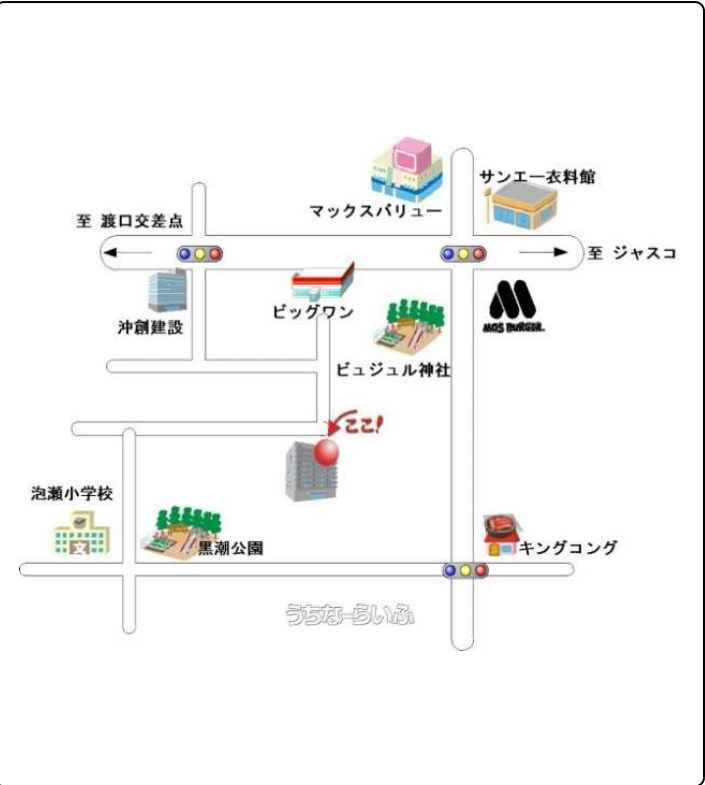 マックスバリュー
サンエー衣料館
至 渡口交差点
至 ジャスコ
ビッグワン
沖創建設
MOS BURGER.
ビュジュル神社
ここ!
泡瀬小学校
文
黒潮公園
キングコング
うちなーらいふ